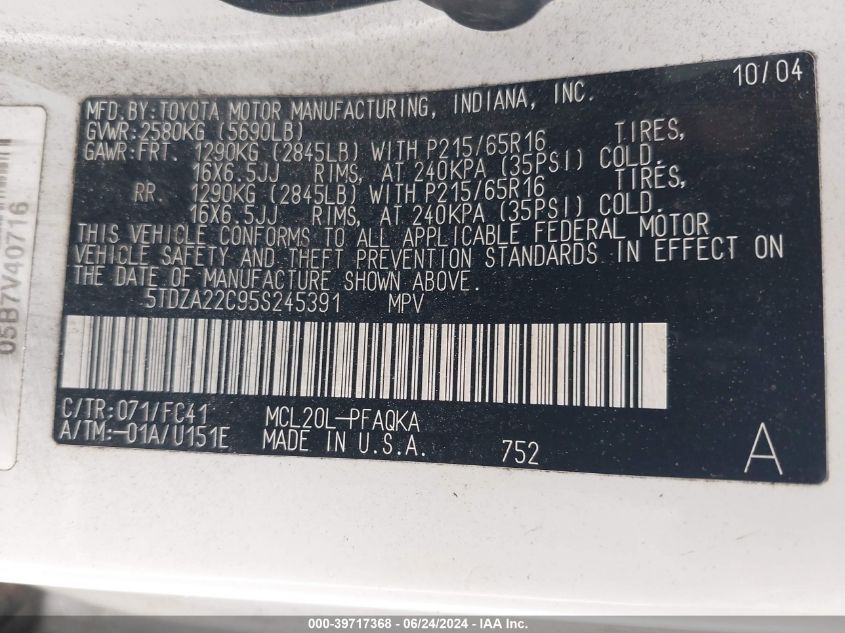 10/04
MFD.BY:TOYOTA MOTOR MANUFACTURING, INDIANA, INC.
GVWR:2580KG (5690LB)
GAWR:FRT. 1290KG (2845LB) WITH P215/65R16 TIRES,
16X6.5JJ RIMS, AT 240KPA (35PSI) COLD.
RR. 1290KG (2845LB) WITH P215/65R16 TIRES,
16X6.5JJ RIMS, AT 240KPA (35PSI) COLD.
THIS VEHICLE CONFORMS TO ALL APPLICABLE FEDERAL MOTOR
VEHICLE SAFETY AND THEFT PREVENTION STANDARDS IN EFFECT ON
THE DATE OF MANUFACTURE SHOWN ABOVE.
5TDZA22C95S245391 MPV
C/TR:071/FC41 MCL20L-PFAQKA
A/TM:-01A/U151E MADE IN U.S.A. 752 A
05B7V40716
000-39717368 - 06/24/2024 - IAA Inc.